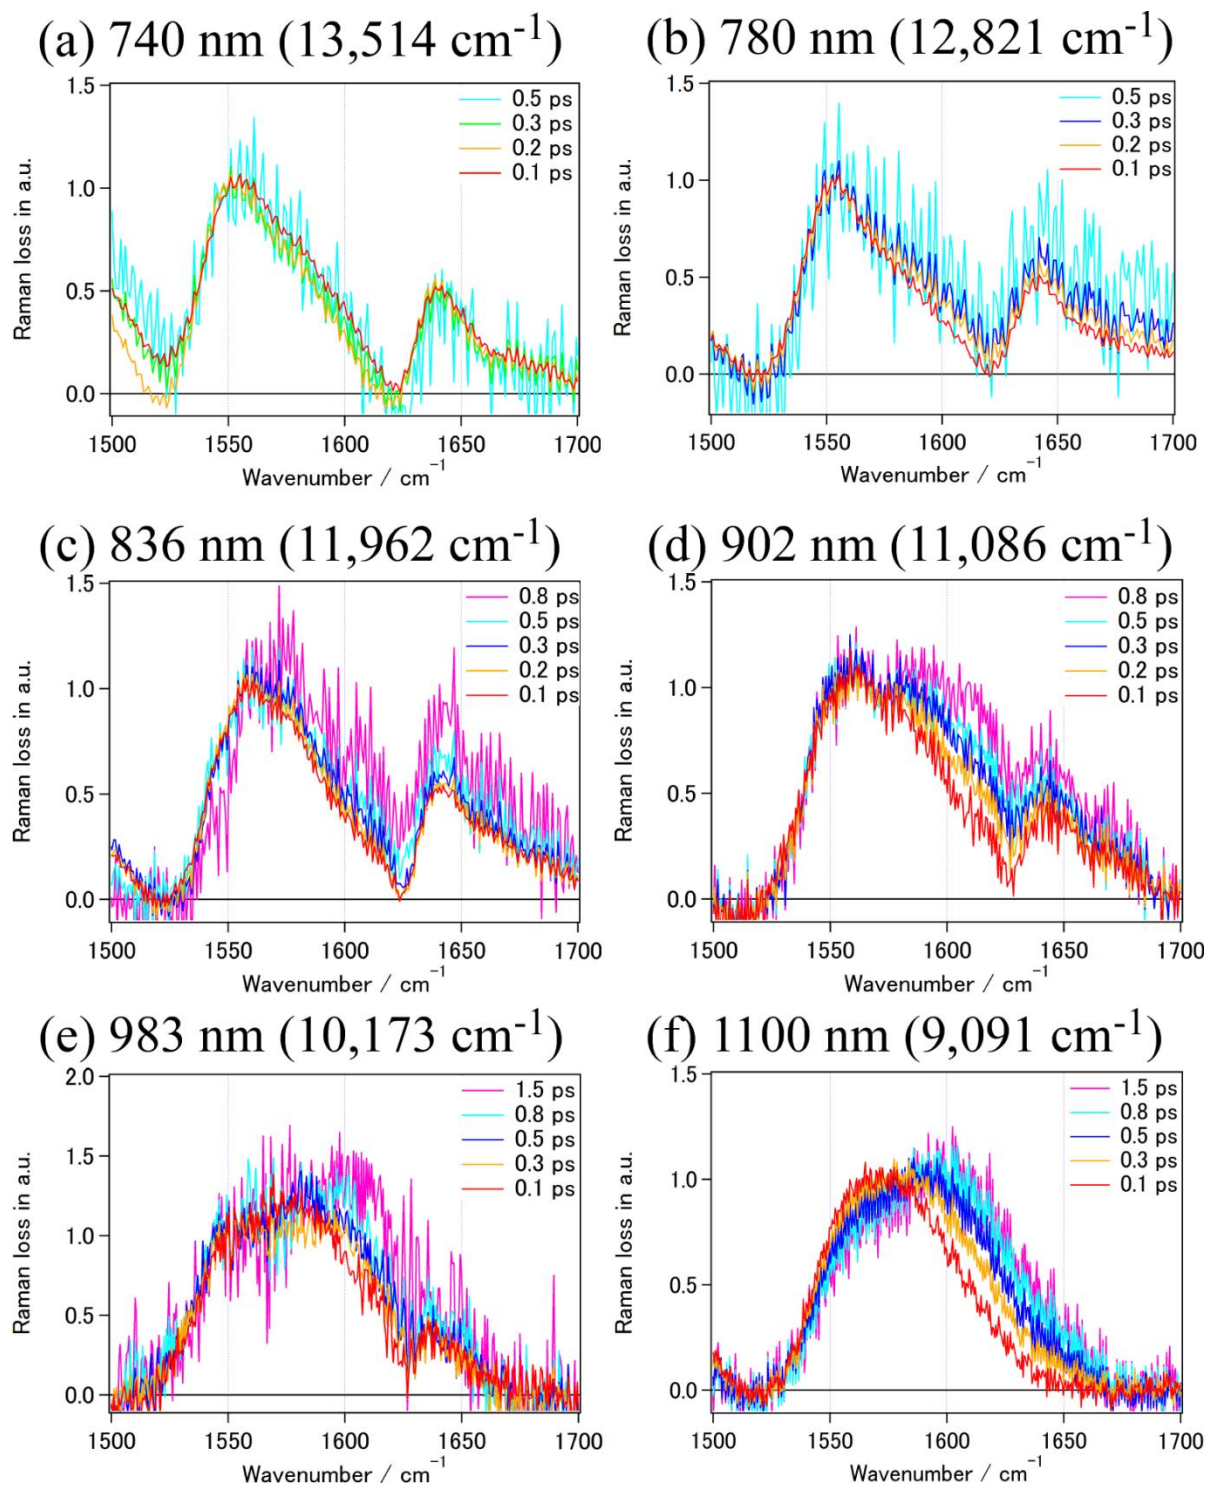 (a) 740 nm (13,514 cm⁻¹)
1.5
1.0
0.5
0.0
Raman loss in a.u.
0.5 ps
0.3 ps
0.2 ps
0.1 ps
1500 1550 1600 1650 1700
Wavenumber / cm⁻¹
(b) 780 nm (12,821 cm⁻¹)
1.5
1.0
0.5
0.0
Raman loss in a.u.
0.5 ps
0.3 ps
0.2 ps
0.1 ps
1500 1550 1600 1650 1700
Wavenumber / cm⁻¹
(c) 836 nm (11,962 cm⁻¹)
1.5
1.0
0.5
0.0
Raman loss in a.u.
0.8 ps
0.5 ps
0.3 ps
0.2 ps
0.1 ps
1500 1550 1600 1650 1700
Wavenumber / cm⁻¹
(d) 902 nm (11,086 cm⁻¹)
1.5
1.0
0.5
0.0
Raman loss in a.u.
0.8 ps
0.5 ps
0.3 ps
0.2 ps
0.1 ps
1500 1550 1600 1650 1700
Wavenumber / cm⁻¹
(e) 983 nm (10,173 cm⁻¹)
2.0
1.5
1.0
0.5
0.0
Raman loss in a.u.
1.5 ps
0.8 ps
0.5 ps
0.3 ps
0.1 ps
1500 1550 1600 1650 1700
Wavenumber / cm⁻¹
(f) 1100 nm (9,091 cm⁻¹)
1.5
1.0
0.5
0.0
Raman loss in a.u.
1.5 ps
0.8 ps
0.5 ps
0.3 ps
0.1 ps
1500 1550 1600 1650 1700
Wavenumber / cm⁻¹